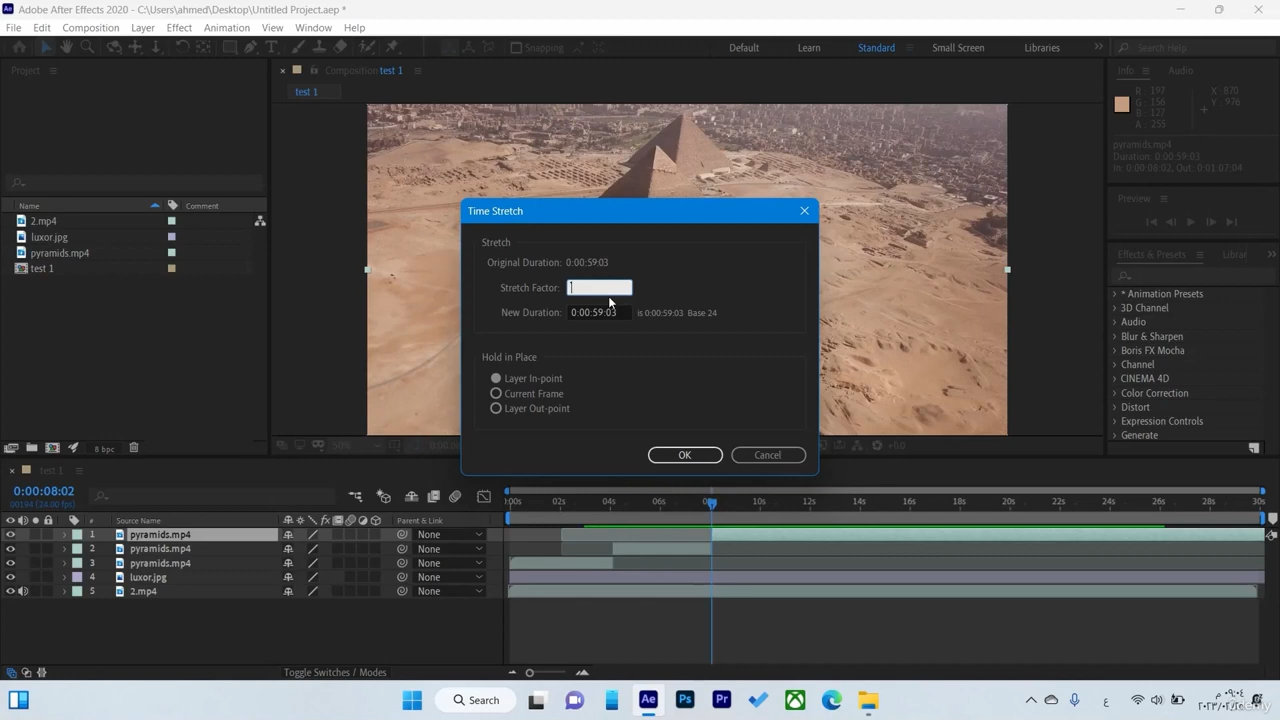 Adobe After Effects 2020 - C:\Users\ahmed\Desktop\Untitled Project.aep *
File Edit Composition Layer Effect Animation View Window Help
Snapping
Default Learn Standard Small Screen Libraries
Search Help
Project
Composition test 1
test 1
Name Comment
2.mp4
luxor.jpg
pyramids.mp4
test 1
8 bpc
Time Stretch
Stretch
Original Duration: 0:00:59:03
Stretch Factor:
New Duration: 0:00:59:03 is 0:00:59:03 Base 24
Hold in Place
Layer In-point
Current Frame
Layer Out-point
OK Cancel
50%
+0.0
Info Audio
R: 197 X: 870
G: 156 Y: 976
B: 127
A: 255
pyramids.mp4
Duration: 0:00:59:03
In: 0:00:08:02, Out: 0:01:07:04
Preview
Effects & Presets Librar
* Animation Presets
3D Channel
Audio
Blur & Sharpen
Boris FX Mocha
Channel
CINEMA 4D
Color Correction
Distort
Expression Controls
Generate
test 1
0:00:08:02
00194 (24.00 fps)
:00s 02s 04s 06s 08s 10s 12s 14s 16s 18s 20s 22s 24s 26s 28s 30s
# Source Name Parent & Link
1 pyramids.mp4 None
2 pyramids.mp4 None
3 pyramids.mp4 None
4 luxor.jpg None
5 2.mp4 None
Toggle Switches / Modes
Search
ع